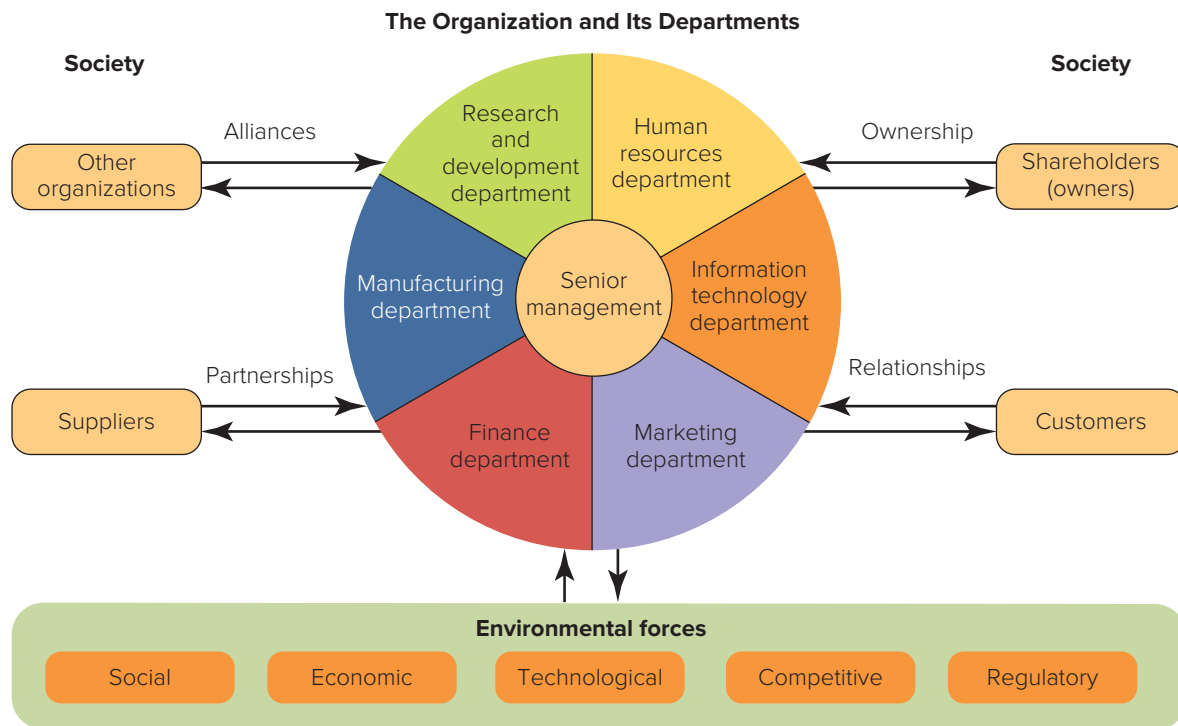 The Organization and Its Departments
Society
Society
Alliances
Ownership
Other
organizations
Shareholders
(owners)
Research
and
development
department
Human
resources
department
Manufacturing
department
Senior
management
Information
technology
department
Partnerships
Relationships
Suppliers
Customers
Finance
department
Marketing
department
Environmental forces
Social
Economic
Technological
Competitive
Regulatory